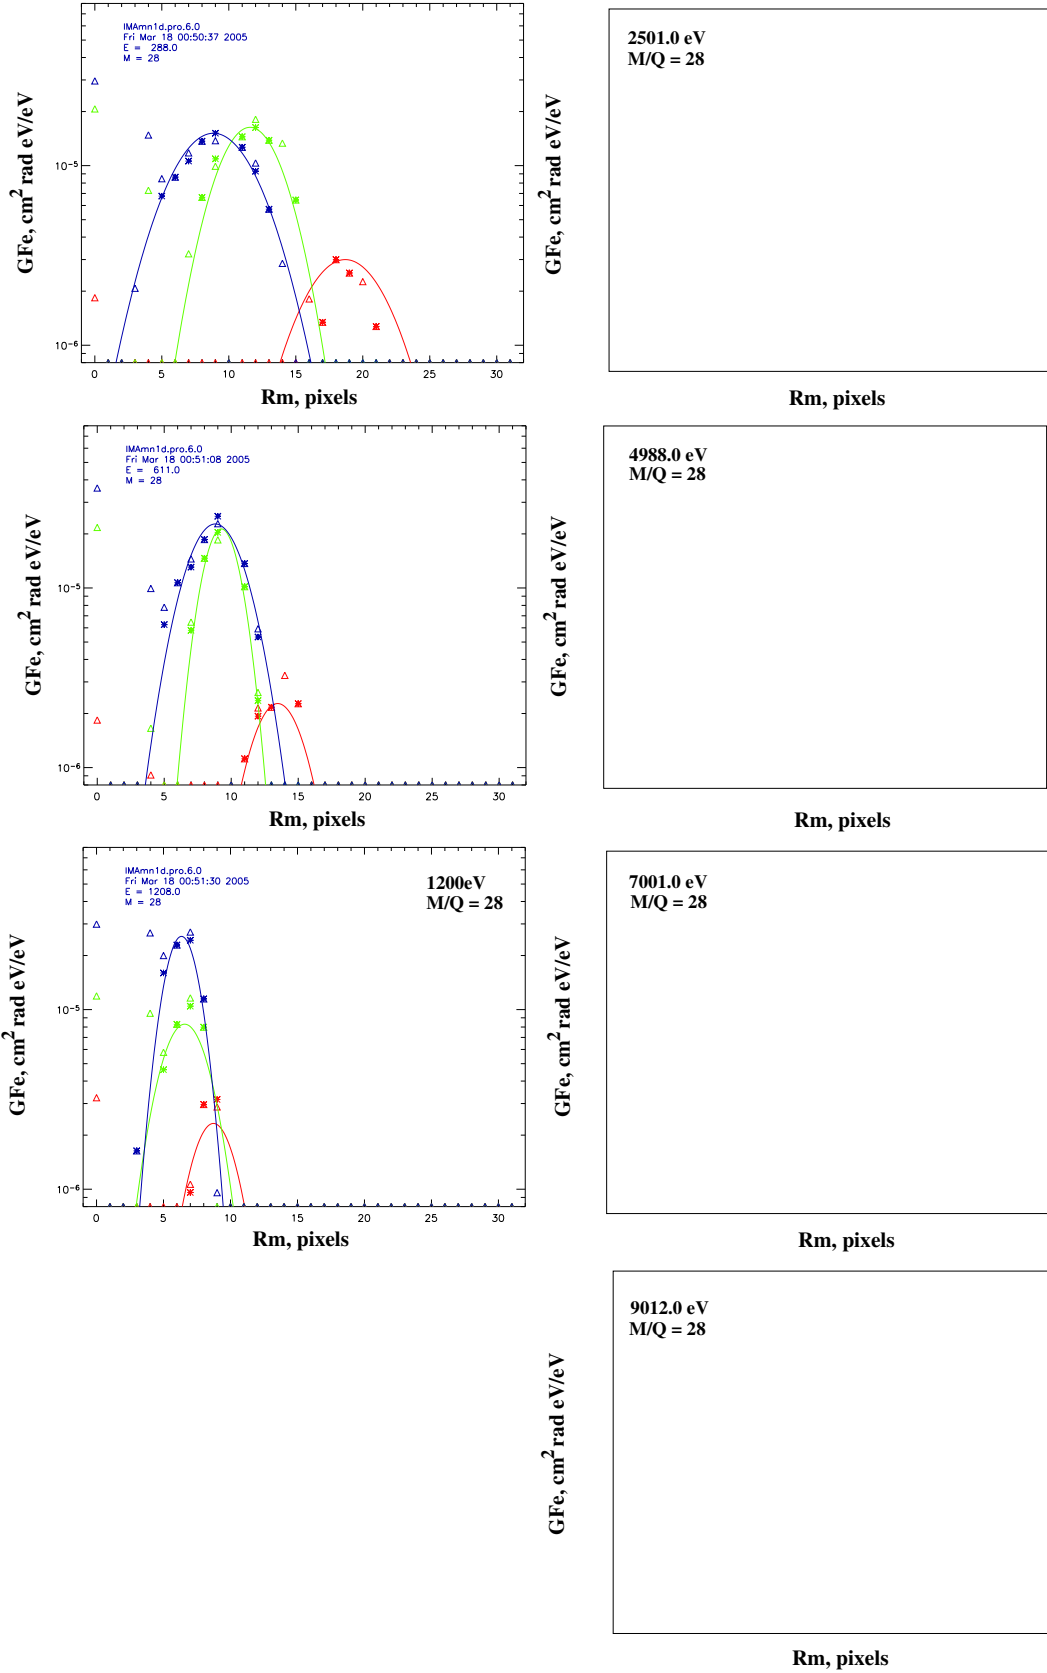 IMAmn1d.pro.6.0
Fri Mar 18 00:50:37 2005
E = 288.0
M = 28
GFe, cm² rad eV/eV
10⁻⁵
10⁻⁶
0 5 10 15 20 25 30
Rm, pixels
2501.0 eV
M/Q = 28
GFe, cm² rad eV/eV
Rm, pixels
IMAmn1d.pro.6.0
Fri Mar 18 00:51:08 2005
E = 611.0
M = 28
GFe, cm² rad eV/eV
10⁻⁵
10⁻⁶
0 5 10 15 20 25 30
Rm, pixels
4988.0 eV
M/Q = 28
GFe, cm² rad eV/eV
Rm, pixels
IMAmn1d.pro.6.0
Fri Mar 18 00:51:30 2005
E = 1208.0
M = 28
1200eV
M/Q = 28
GFe, cm² rad eV/eV
10⁻⁵
10⁻⁶
0 5 10 15 20 25 30
Rm, pixels
7001.0 eV
M/Q = 28
GFe, cm² rad eV/eV
Rm, pixels
9012.0 eV
M/Q = 28
GFe, cm² rad eV/eV
Rm, pixels